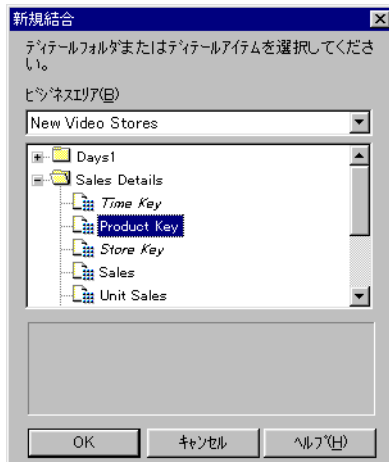 新規結合
ﾃﾞｨﾃｰﾙﾌｫﾙﾀﾞまたはﾃﾞｨﾃｰﾙｱｲﾃﾑを選択してくださ
い。
ﾋﾞｼﾞﾈｽｴﾘｱ(B)
New Video Stores
Days1
Sales Details
Time Key
Product Key
Store Key
Sales
Unit Sales
OK
ｷｬﾝｾﾙ
ﾍﾙﾌﾟ(H)